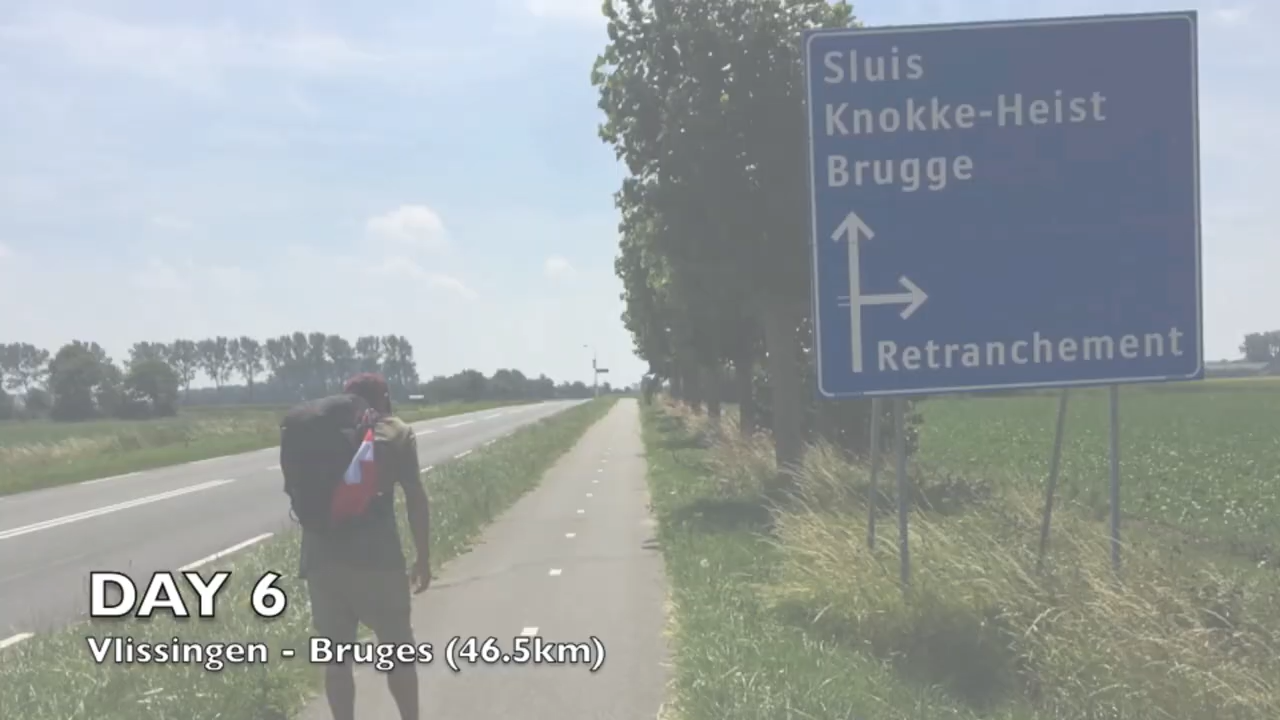 Sluis
Knokke-Heist
Brugge
Retranchement
DAY 6
Vlissingen - Bruges (46.5km)